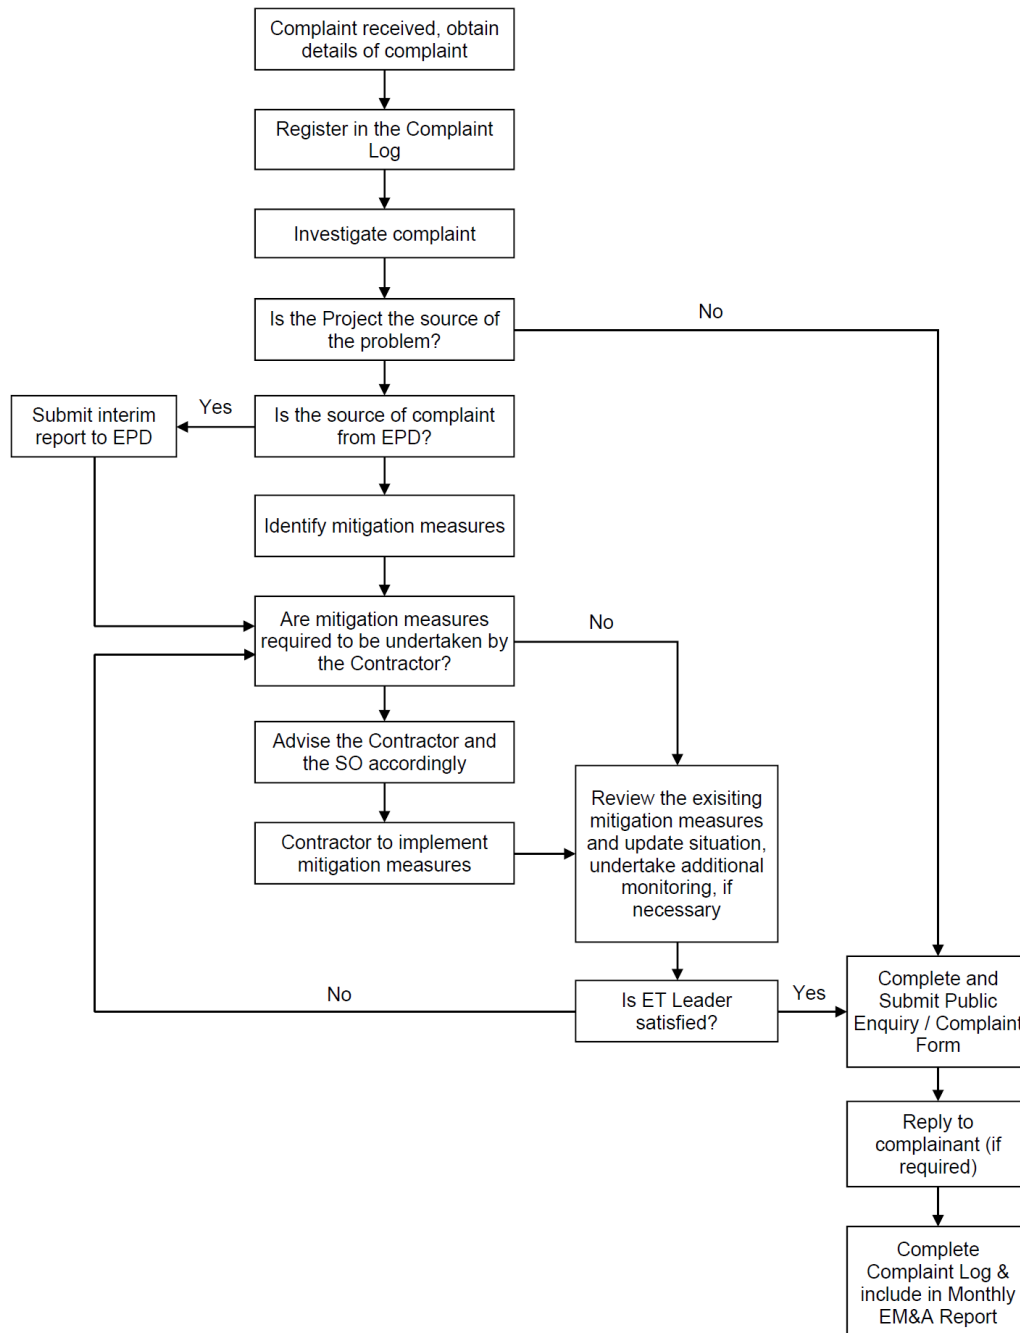 Complaint received, obtain
details of complaint
Register in the Complaint
Log
Investigate complaint
Is the Project the source of
the problem?
No
Submit interim
report to EPD
Yes
Is the source of complaint
from EPD?
Identify mitigation measures
Are mitigation measures
required to be undertaken by
the Contractor?
No
Advise the Contractor and
the SO accordingly
Contractor to implement
mitigation measures
Review the exisiting
mitigation measures
and update situation,
undertake additional
monitoring, if
necessary
No
Is ET Leader
satisfied?
Yes
Complete and
Submit Public
Enquiry / Complaint
Form
Reply to
complainant (if
required)
Complete
Complaint Log &
include in Monthly
EM&A Report